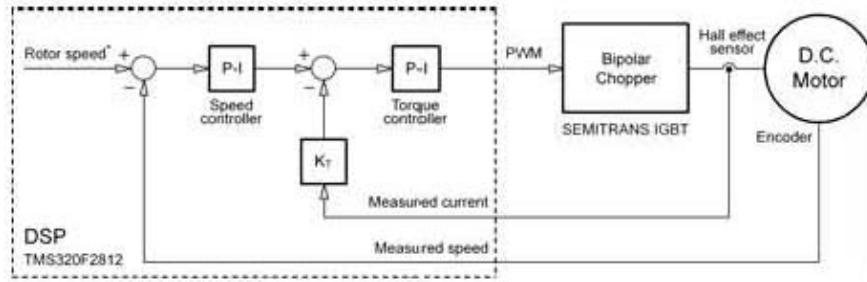 Rotor speed*
+
−
P-I
Speed
controller
+
−
P-I
Torque
controller
PWM
Bipolar
Chopper
SEMITRANS IGBT
Hall effect
sensor
D.C.
Motor
Encoder
KT
Measured current
Measured speed
DSP
TMS320F2812